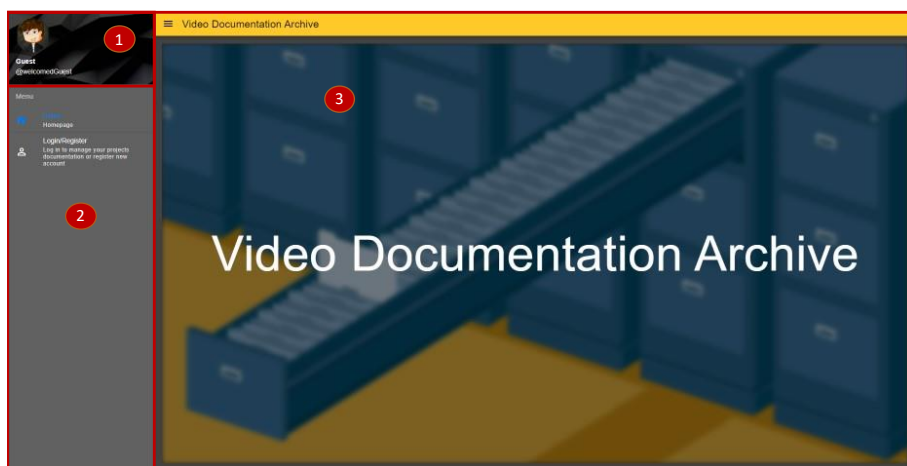 1
Guest
@welcomedGuest
Menu
Homepage
Login/Register
Log in to manage your projects
documentation or register new
account
2
Video Documentation Archive
3
Video Documentation Archive